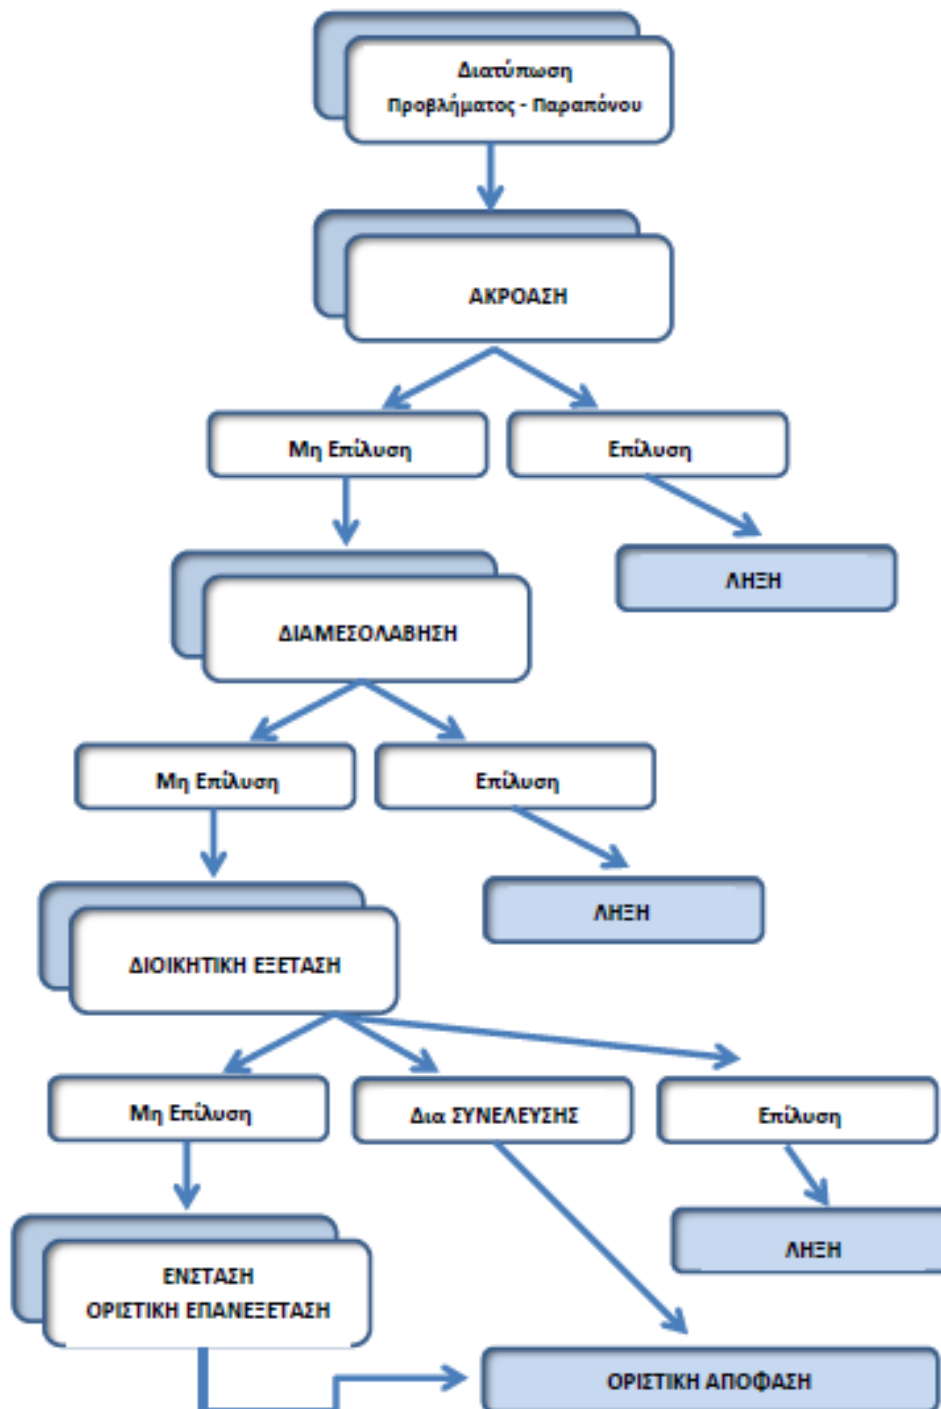 Διατύπωση
Προβλήματος - Παραπόνου
ΑΚΡΟΑΣΗ
Μη Επίλυση
Επίλυση
ΛΗΞΗ
ΔΙΑΜΕΣΟΛΑΒΗΣΗ
Μη Επίλυση
Επίλυση
ΛΗΞΗ
ΔΙΟΙΚΗΤΙΚΗ ΕΞΕΤΑΣΗ
Μη Επίλυση
Δια ΣΥΝΕΛΕΥΣΗΣ
Επίλυση
ΛΗΞΗ
ΕΝΣΤΑΣΗ
ΟΡΙΣΤΙΚΗ ΕΠΑΝΕΞΕΤΑΣΗ
ΟΡΙΣΤΙΚΗ ΑΠΟΦΑΣΗ